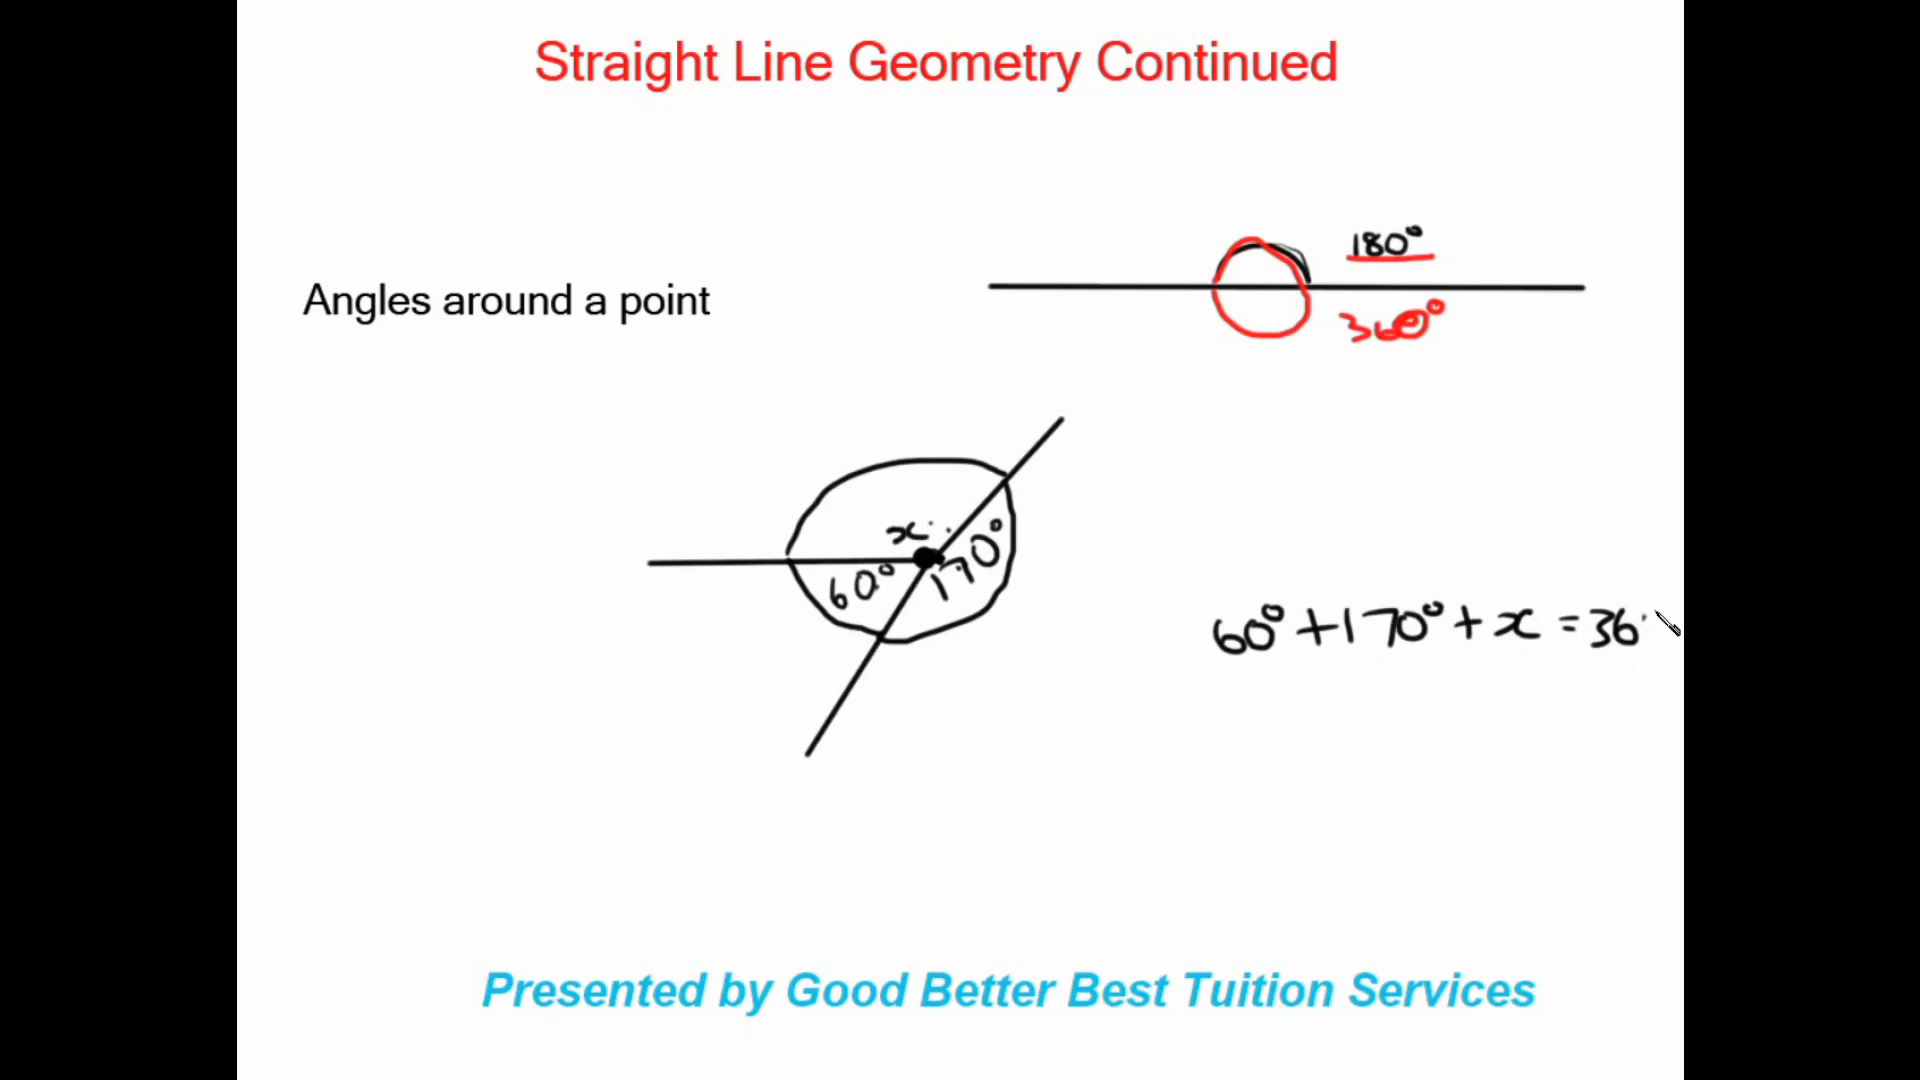 Straight Line Geometry Continued
180°
Angles around a point
360°
x
60°
170°
60° + 170° + x = 36
Presented by Good Better Best Tuition Services